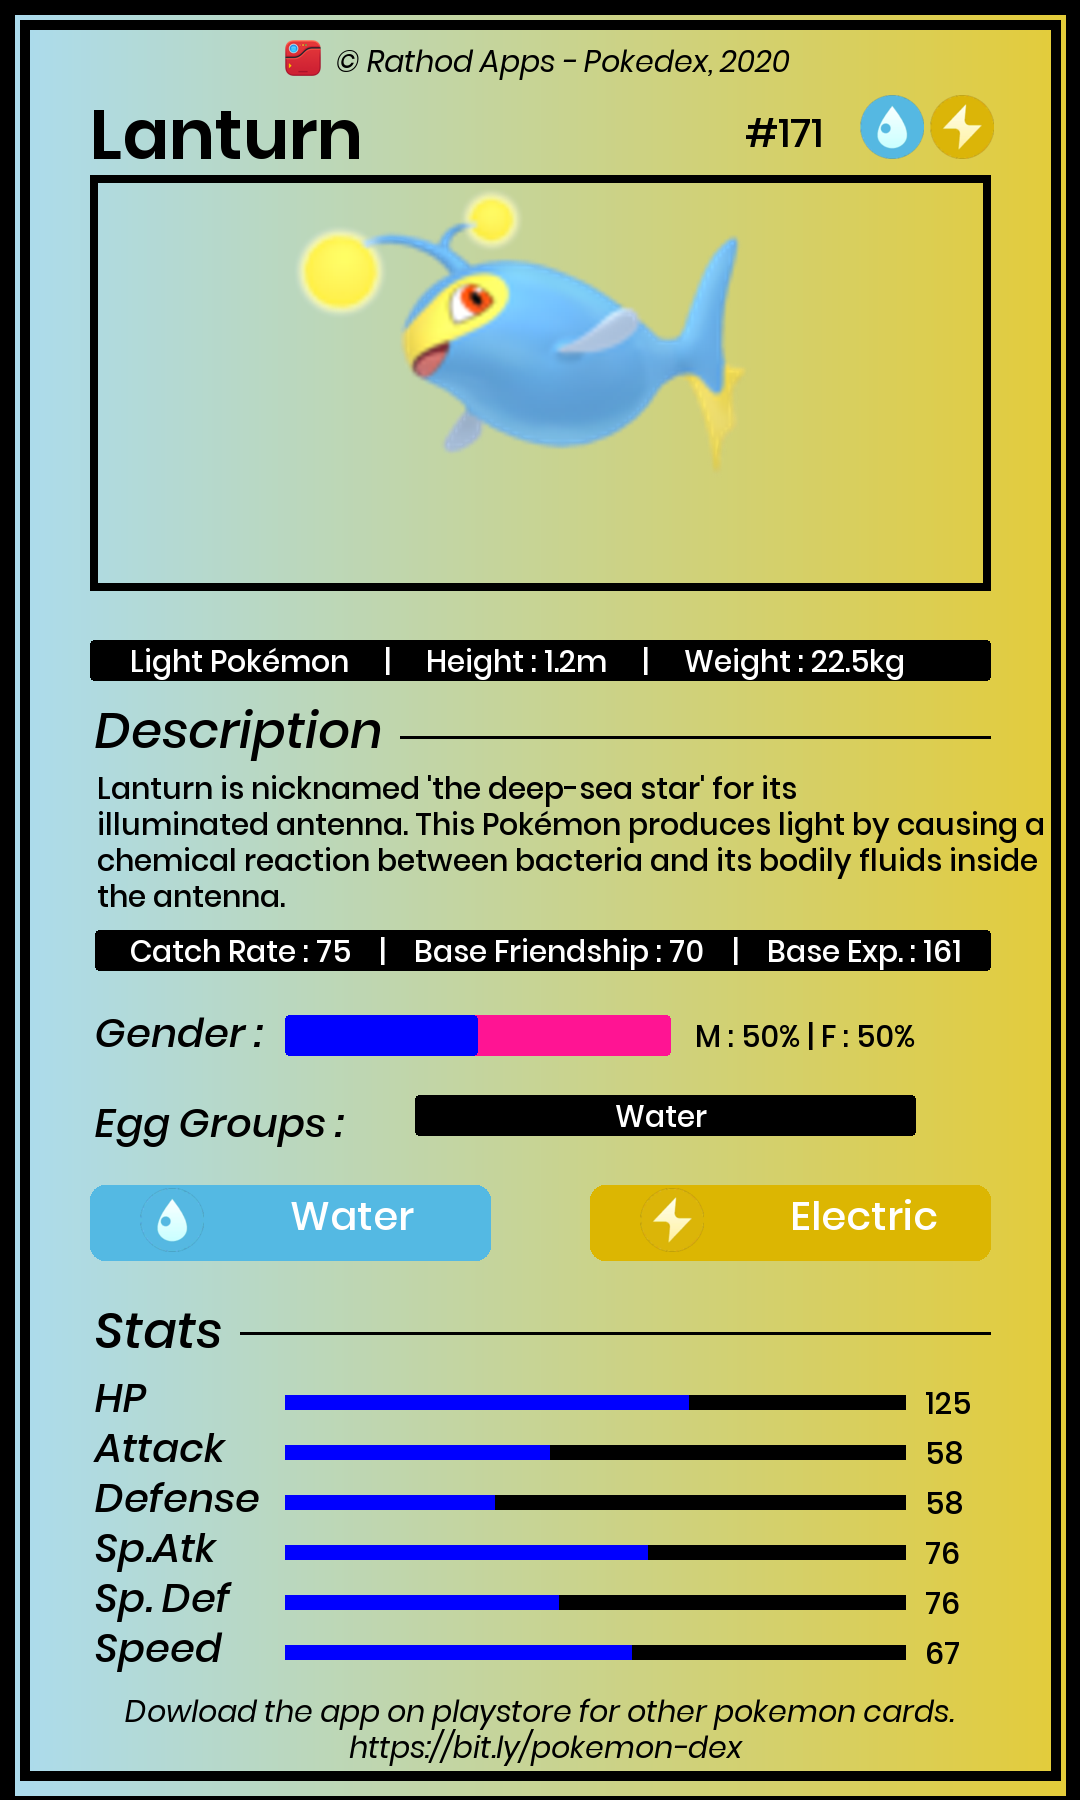 © Rathod Apps - Pokedex, 2020
Lanturn #171
Light Pokémon | Height : 1.2m | Weight : 22.5kg
Description
Lanturn is nicknamed 'the deep-sea star' for its
illuminated antenna. This Pokémon produces light by causing a
chemical reaction between bacteria and its bodily fluids inside
the antenna.
Catch Rate : 75 | Base Friendship : 70 | Base Exp. : 161
Gender : M : 50% | F : 50%
Egg Groups : Water
Water Electric
Stats
HP 125
Attack 58
Defense 58
Sp.Atk 76
Sp. Def 76
Speed 67
Dowload the app on playstore for other pokemon cards.
https://bit.ly/pokemon-dex